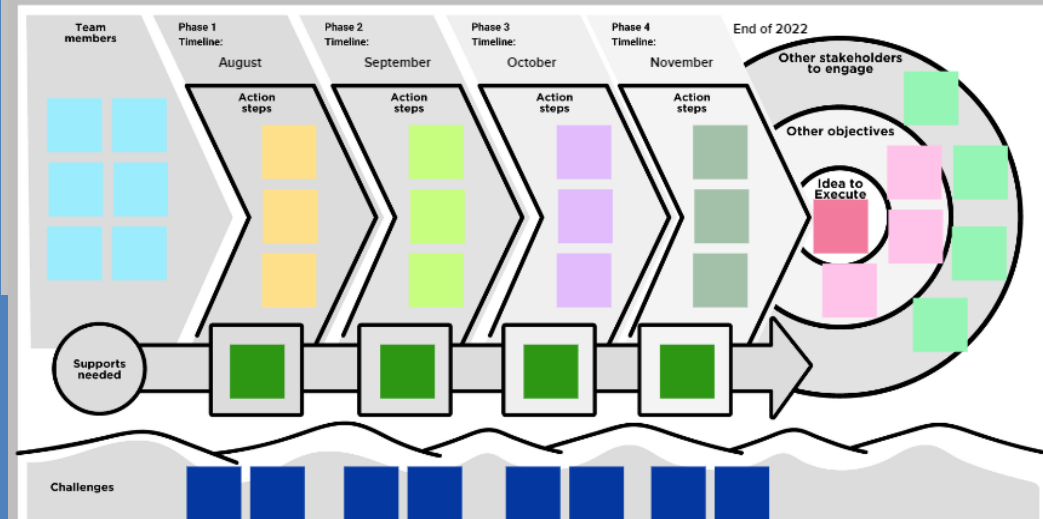 Team
members
Phase 1
Timeline:
August
Phase 2
Timeline:
September
Phase 3
Timeline:
October
Phase 4
Timeline:
November
End of 2022
Action
steps
Action
steps
Action
steps
Action
steps
Other stakeholders
to engage
Other objectives
Idea to
Execute
Supports
needed
Challenges